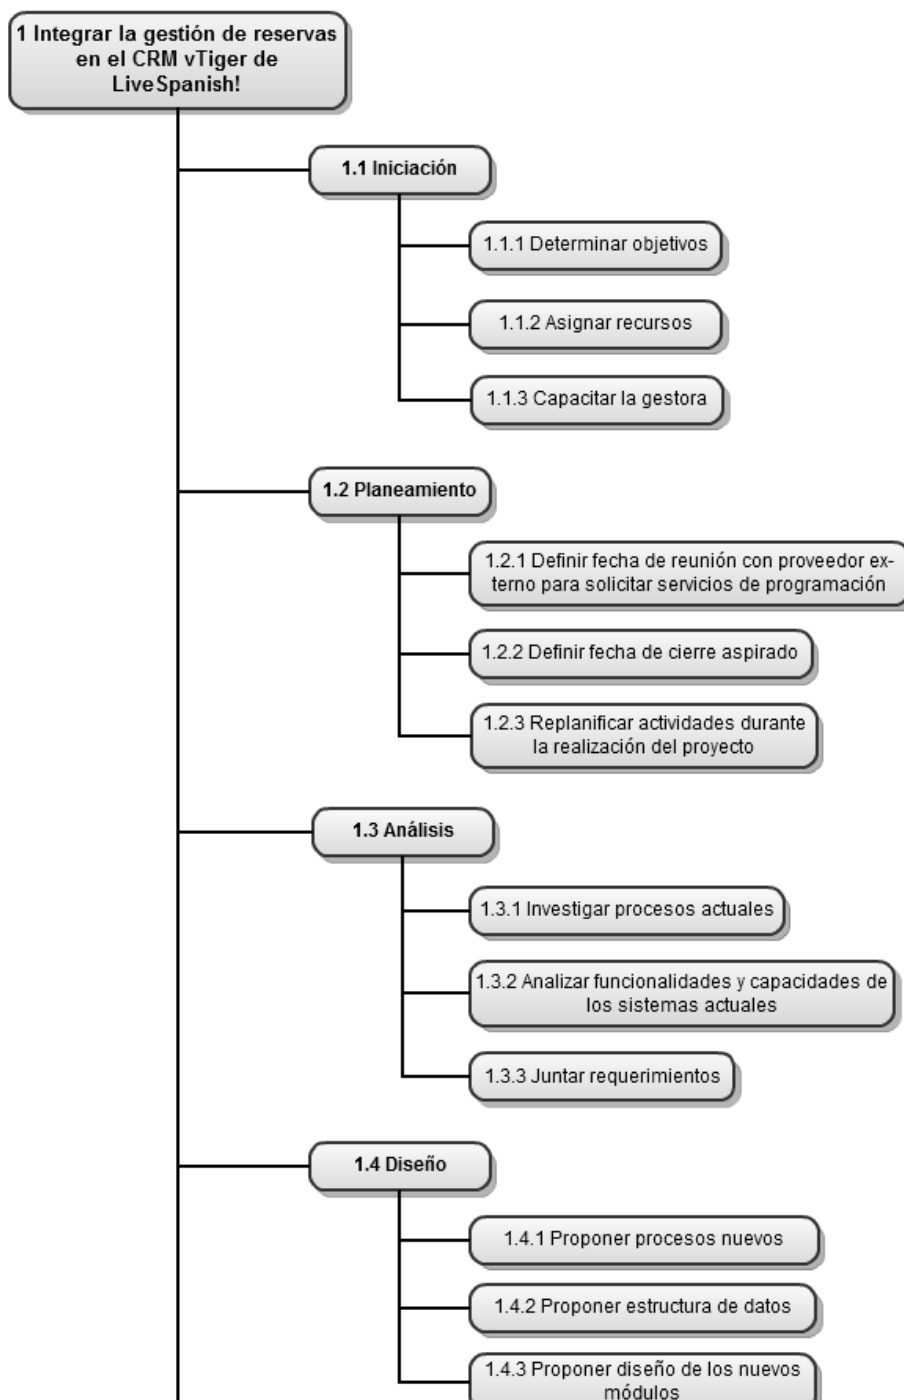 1 Integrar la gestión de reservas
en el CRM vTiger de
LiveSpanish!
1.1 Iniciación
1.1.1 Determinar objetivos
1.1.2 Asignar recursos
1.1.3 Capacitar la gestora
1.2 Planeamiento
1.2.1 Definir fecha de reunión con proveedor ex-
terno para solicitar servicios de programación
1.2.2 Definir fecha de cierre aspirado
1.2.3 Replanificar actividades durante
la realización del proyecto
1.3 Análisis
1.3.1 Investigar procesos actuales
1.3.2 Analizar funcionalidades y capacidades de
los sistemas actuales
1.3.3 Juntar requerimientos
1.4 Diseño
1.4.1 Proponer procesos nuevos
1.4.2 Proponer estructura de datos
1.4.3 Proponer diseño de los nuevos
módulos